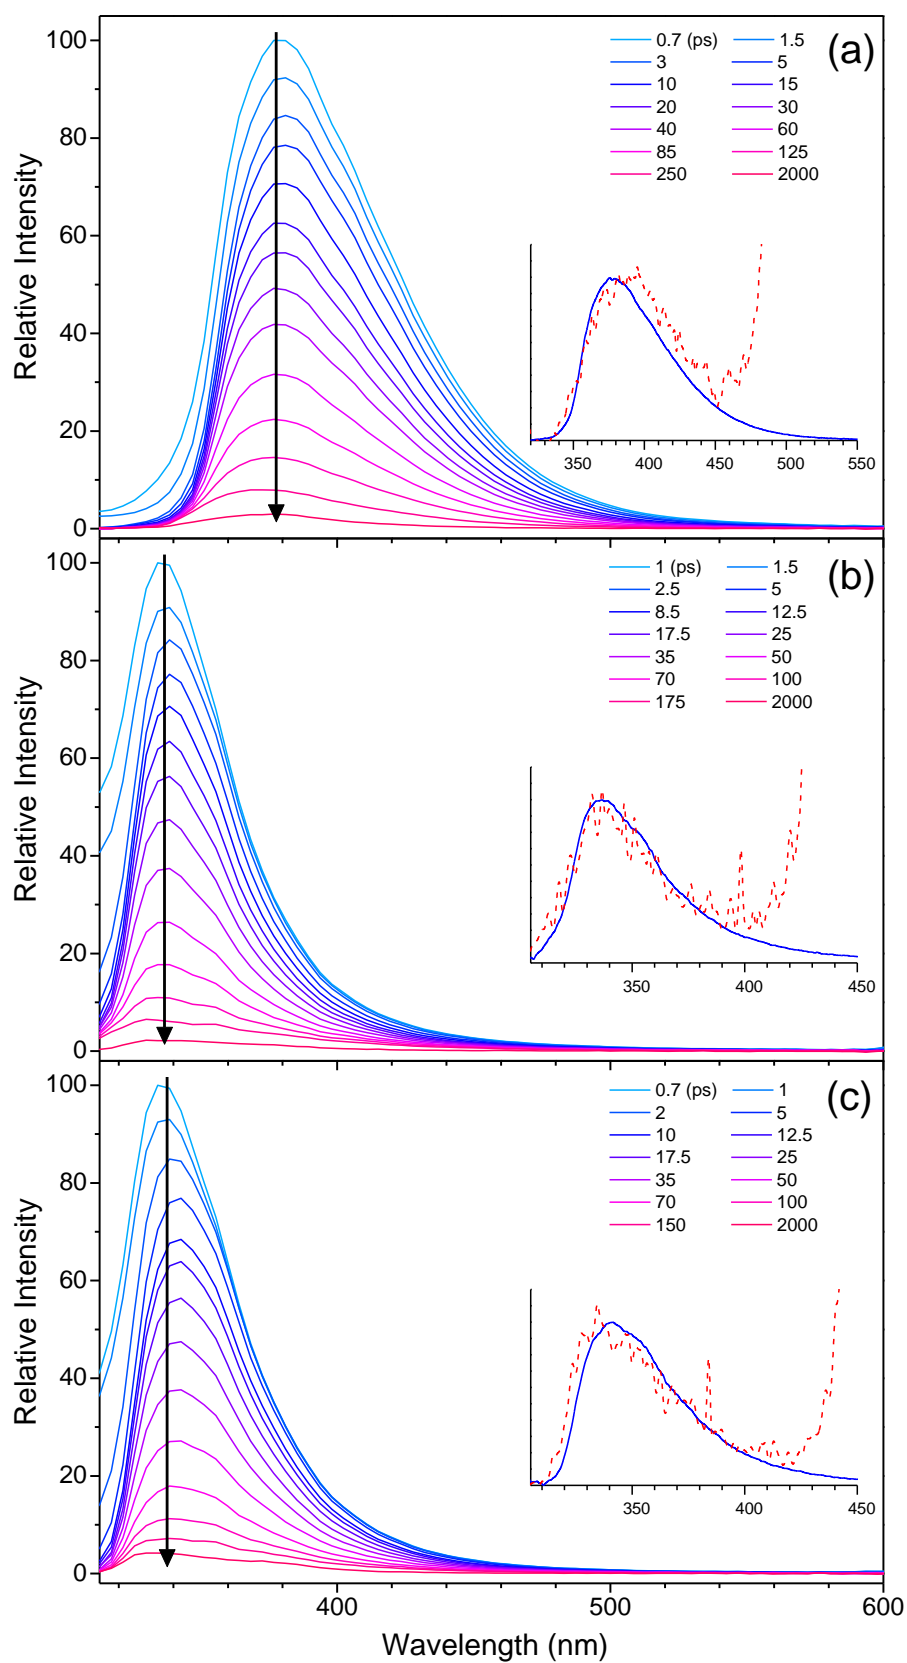 (a)
0.7 (ps) 1.5
3 5
10 15
20 30
40 60
85 125
250 2000
100
80
60
40
20
0
Relative Intensity
350 400 450 500 550
(b)
1 (ps) 1.5
2.5 5
8.5 12.5
17.5 25
35 50
70 100
175 2000
100
80
60
40
20
0
Relative Intensity
350 400 450
(c)
0.7 (ps) 1
2 5
10 12.5
17.5 25
35 50
70 100
150 2000
100
80
60
40
20
0
Relative Intensity
350 400 450
400 500 600
Wavelength (nm)